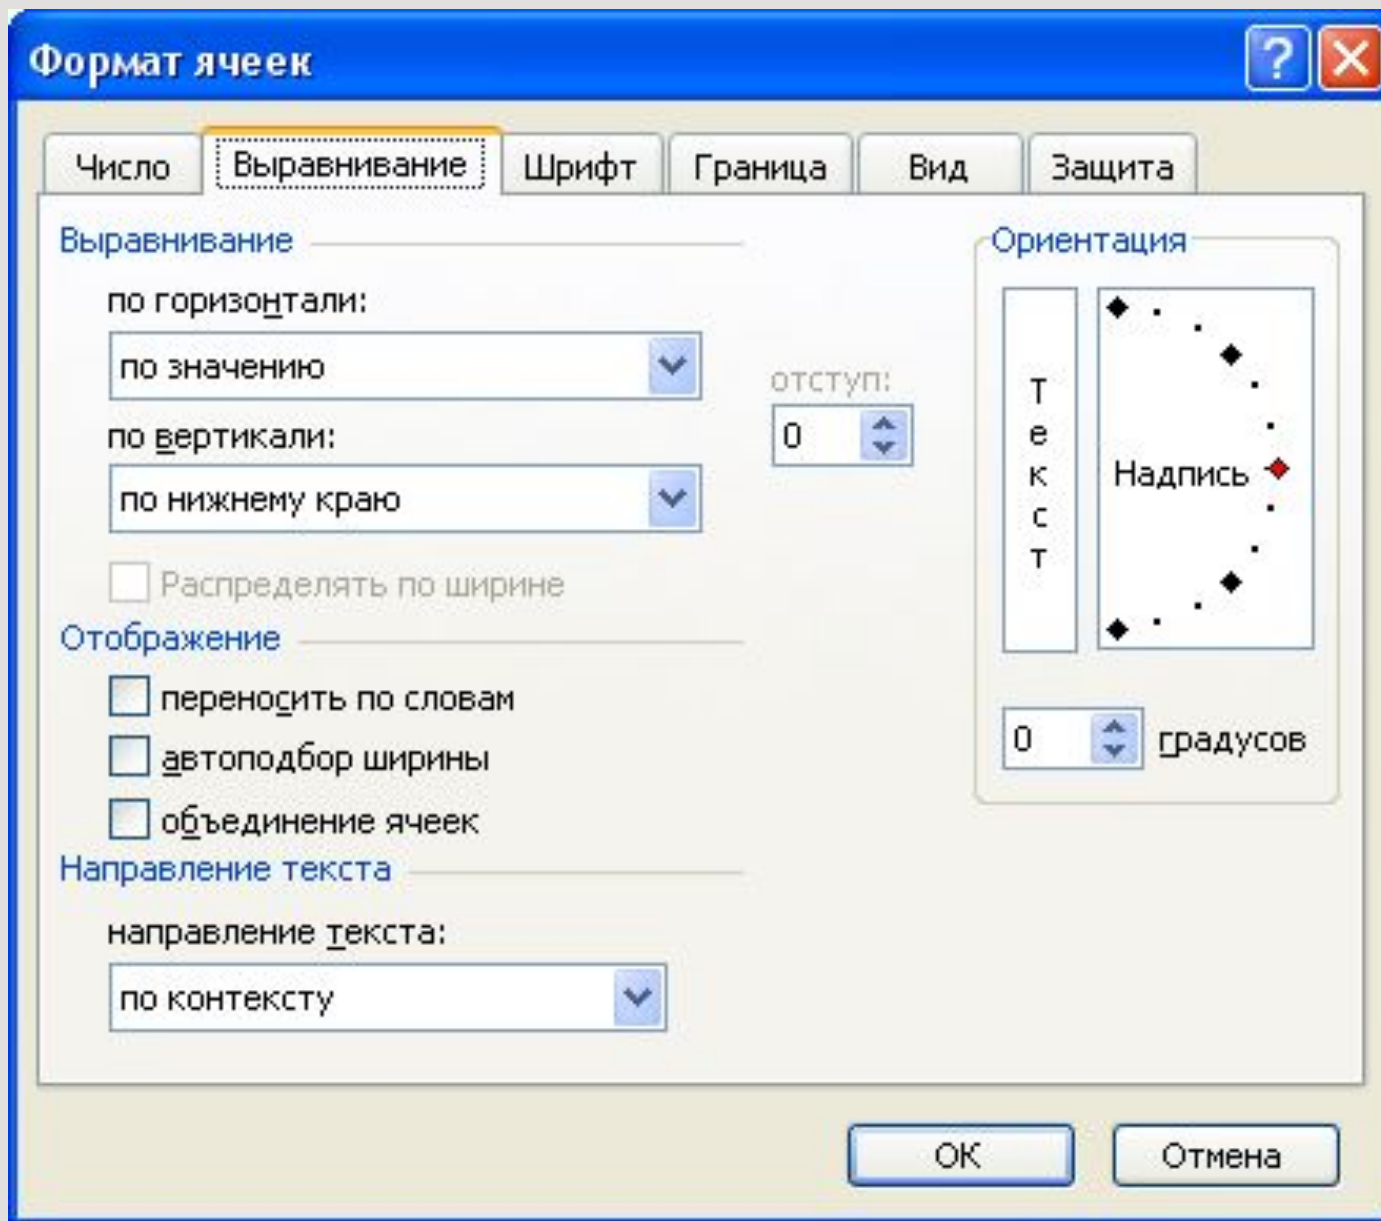 Формат ячеек
Число Выравнивание Шрифт Граница Вид Защита
Выравнивание
по горизонтали:
по значению
отступ:
0
по вертикали:
по нижнему краю
Распределять по ширине
Отображение
переносить по словам
автоподбор ширины
объединение ячеек
Направление текста
направление текста:
по контексту
Ориентация
Текст
Надпись
0 градусов
ОК Отмена